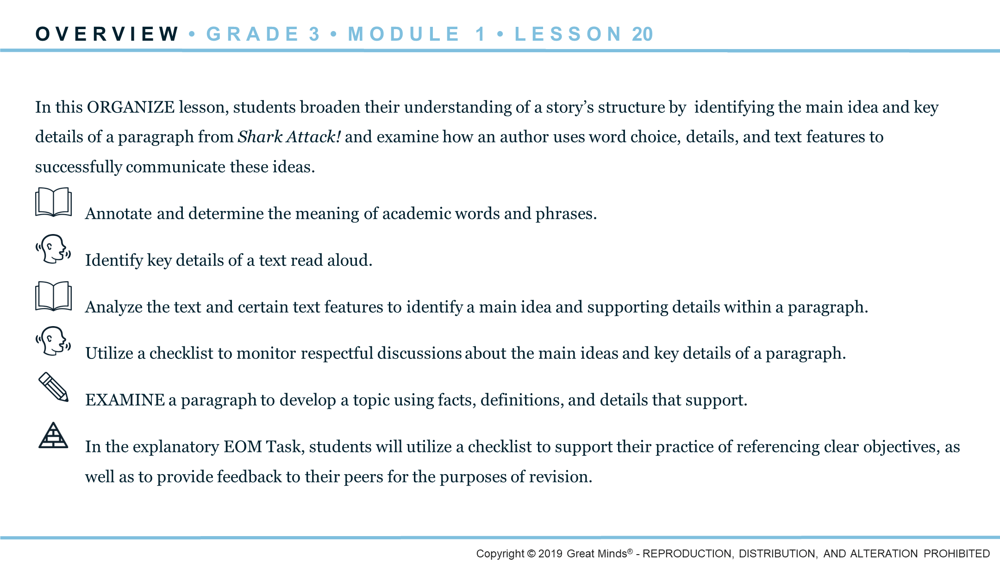 OVERVIEW • GRADE 3 • MODULE 1 • LESSON 20
In this ORGANIZE lesson, students broaden their understanding of a story’s structure by identifying the main idea and key
details of a paragraph from Shark Attack! and examine how an author uses word choice, details, and text features to
successfully communicate these ideas.
Annotate and determine the meaning of academic words and phrases.
Identify key details of a text read aloud.
Analyze the text and certain text features to identify a main idea and supporting details within a paragraph.
Utilize a checklist to monitor respectful discussions about the main ideas and key details of a paragraph.
EXAMINE a paragraph to develop a topic using facts, definitions, and details that support.
In the explanatory EOM Task, students will utilize a checklist to support their practice of referencing clear objectives, as
well as to provide feedback to their peers for the purposes of revision.
Copyright © 2019 Great Minds® - REPRODUCTION, DISTRIBUTION, AND ALTERATION PROHIBITED